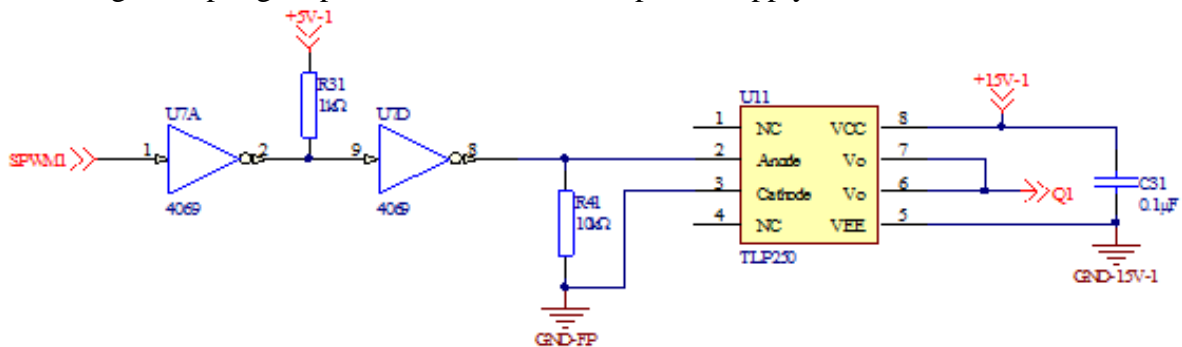 +5V-1
R31
1kΩ
U7A
U7D
SPWM1
1
2
9
8
4069
4069
R41
10kΩ
GND-FP
U11
1 NC VCC 8
2 Anode Vo 7
3 Cathode Vo 6
4 NC VEE 5
TLP250
+15V-1
Q1
C31
0.1μF
GND-15V-1